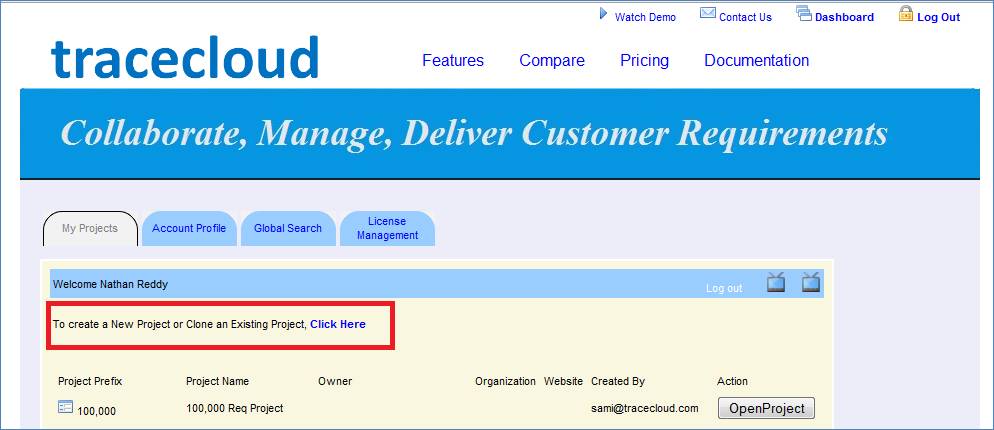 Watch Demo Contact Us Dashboard Log Out
tracecloud
Features Compare Pricing Documentation
Collaborate, Manage, Deliver Customer Requirements
My Projects Account Profile Global Search License
Management
Welcome Nathan Reddy Log out
To create a New Project or Clone an Existing Project, Click Here
Project Prefix Project Name Owner Organization Website Created By Action
100,000 100,000 Req Project sami@tracecloud.com OpenProject